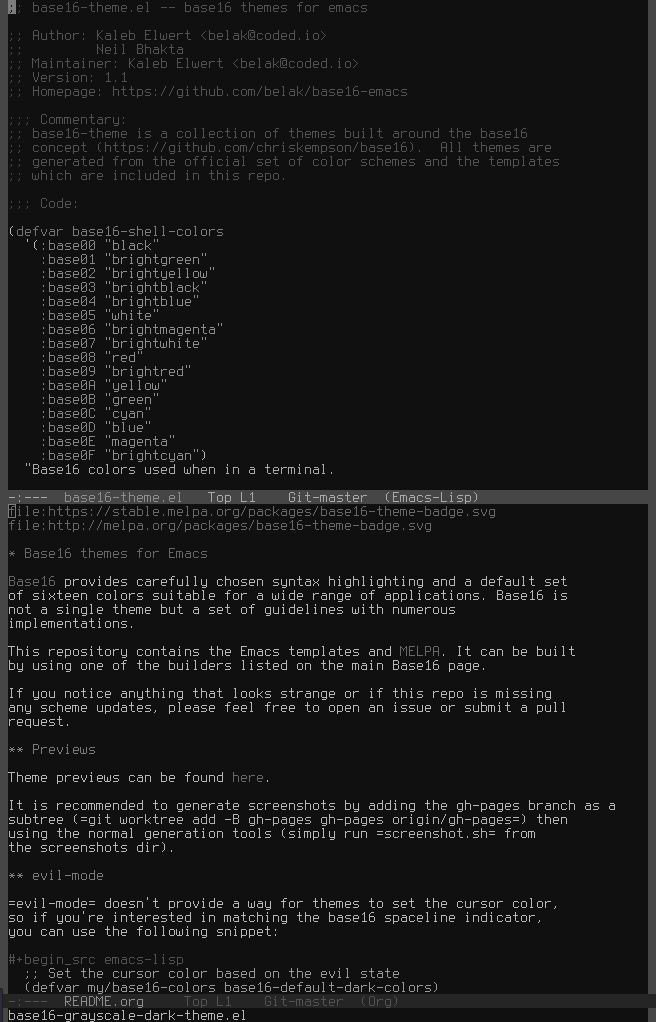 ;; base16-theme.el -- base16 themes for emacs
;; Author: Kaleb Elwert <belak@coded.io>
;;         Neil Bhakta
;; Maintainer: Kaleb Elwert <belak@coded.io>
;; Version: 1.1
;; Homepage: https://github.com/belak/base16-emacs
;;; Commentary:
;; base16-theme is a collection of themes built around the base16
;; concept (https://github.com/chriskempson/base16).  All themes are
;; generated from the official set of color schemes and the templates
;; which are included in this repo.
;;; Code:
(defvar base16-shell-colors
  '(:base00 "black"
    :base01 "brightgreen"
    :base02 "brightyellow"
    :base03 "brightblack"
    :base04 "brightblue"
    :base05 "white"
    :base06 "brightmagenta"
    :base07 "brightwhite"
    :base08 "red"
    :base09 "brightred"
    :base0A "yellow"
    :base0B "green"
    :base0C "cyan"
    :base0D "blue"
    :base0E "magenta"
    :base0F "brightcyan")
  "Base16 colors used when in a terminal.
-:---  base16-theme.el   Top L1    Git-master  (Emacs-Lisp)
file:https://stable.melpa.org/packages/base16-theme-badge.svg
file:http://melpa.org/packages/base16-theme-badge.svg
* Base16 themes for Emacs
Base16 provides carefully chosen syntax highlighting and a default set
of sixteen colors suitable for a wide range of applications. Base16 is
not a single theme but a set of guidelines with numerous
implementations.
This repository contains the Emacs templates and MELPA. It can be built
by using one of the builders listed on the main Base16 page.
If you notice anything that looks strange or if this repo is missing
any scheme updates, please feel free to open an issue or submit a pull
request.
** Previews
Theme previews can be found here.
It is recommended to generate screenshots by adding the gh-pages branch as a
subtree (=git worktree add -B gh-pages gh-pages origin/gh-pages=) then
using the normal generation tools (simply run =screenshot.sh= from
the screenshots dir).
** evil-mode
=evil-mode= doesn't provide a way for themes to set the cursor color,
so if you're interested in matching the base16 spaceline indicator,
you can use the following snippet:
#+begin_src emacs-lisp
  ;; Set the cursor color based on the evil state
  (defvar my/base16-colors base16-default-dark-colors)
-:---  README.org     Top L1    Git-master  (Org)
base16-grayscale-dark-theme.el